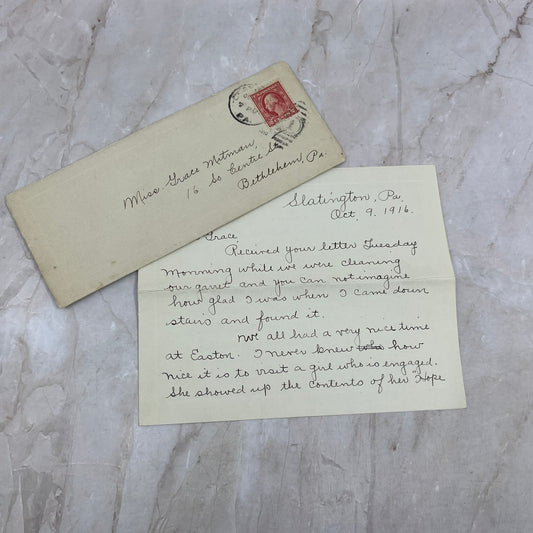 Miss. Grace Mitman,
16 So. Centre St.
Bethlehem, Pa.
Slatington, Pa
Oct, 9. 1916.
Grace
Recived your letter Tuesday
Morning while we were cleaning
our garet and you can not imagine
how glad I was when I came down
stairs and found it.
We all had a very nice time
at Easton. I never knew how
nice it is to visit a girl who is engaged.
She showed up the contents of her "Hope